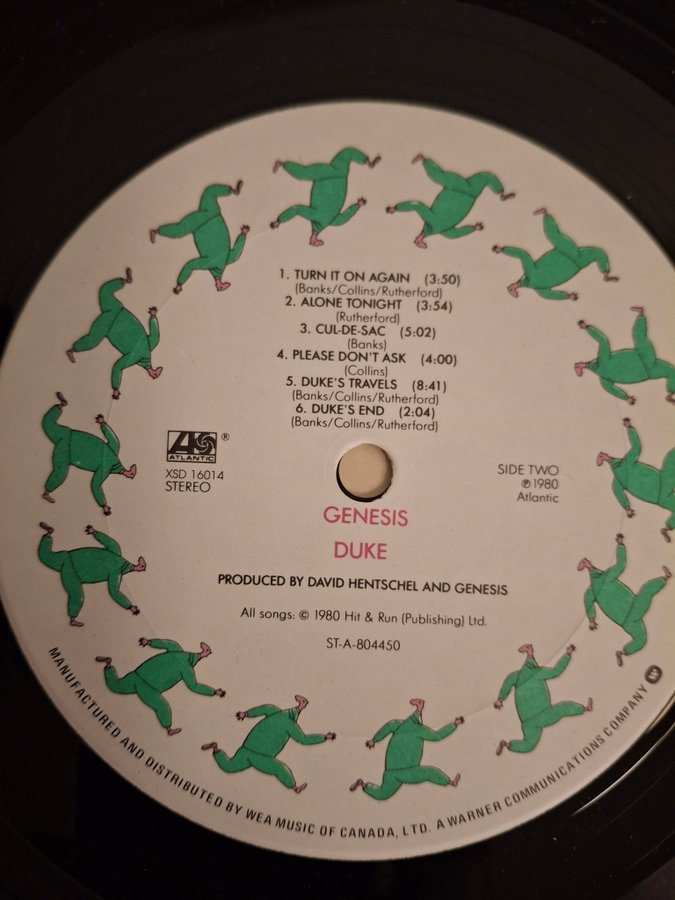 1. TURN IT ON AGAIN (3:50)
(Banks/Collins/Rutherford)
2. ALONE TONIGHT (3:54)
(Rutherford)
3. CUL-DE-SAC (5:02)
(Banks)
4. PLEASE DON'T ASK (4:00)
(Collins)
5. DUKE'S TRAVELS (8:41)
(Banks/Collins/Rutherford)
6. DUKE'S END (2:04)
(Banks/Collins/Rutherford)
ATLANTIC ®
XSD 16014
STEREO
SIDE TWO
℗ 1980
Atlantic
GENESIS
DUKE
PRODUCED BY DAVID HENTSCHEL AND GENESIS
All songs: © 1980 Hit & Run (Publishing) Ltd.
ST-A-804450
MANUFACTURED AND DISTRIBUTED BY WEA MUSIC OF CANADA, LTD. A WARNER COMMUNICATIONS COMPANY